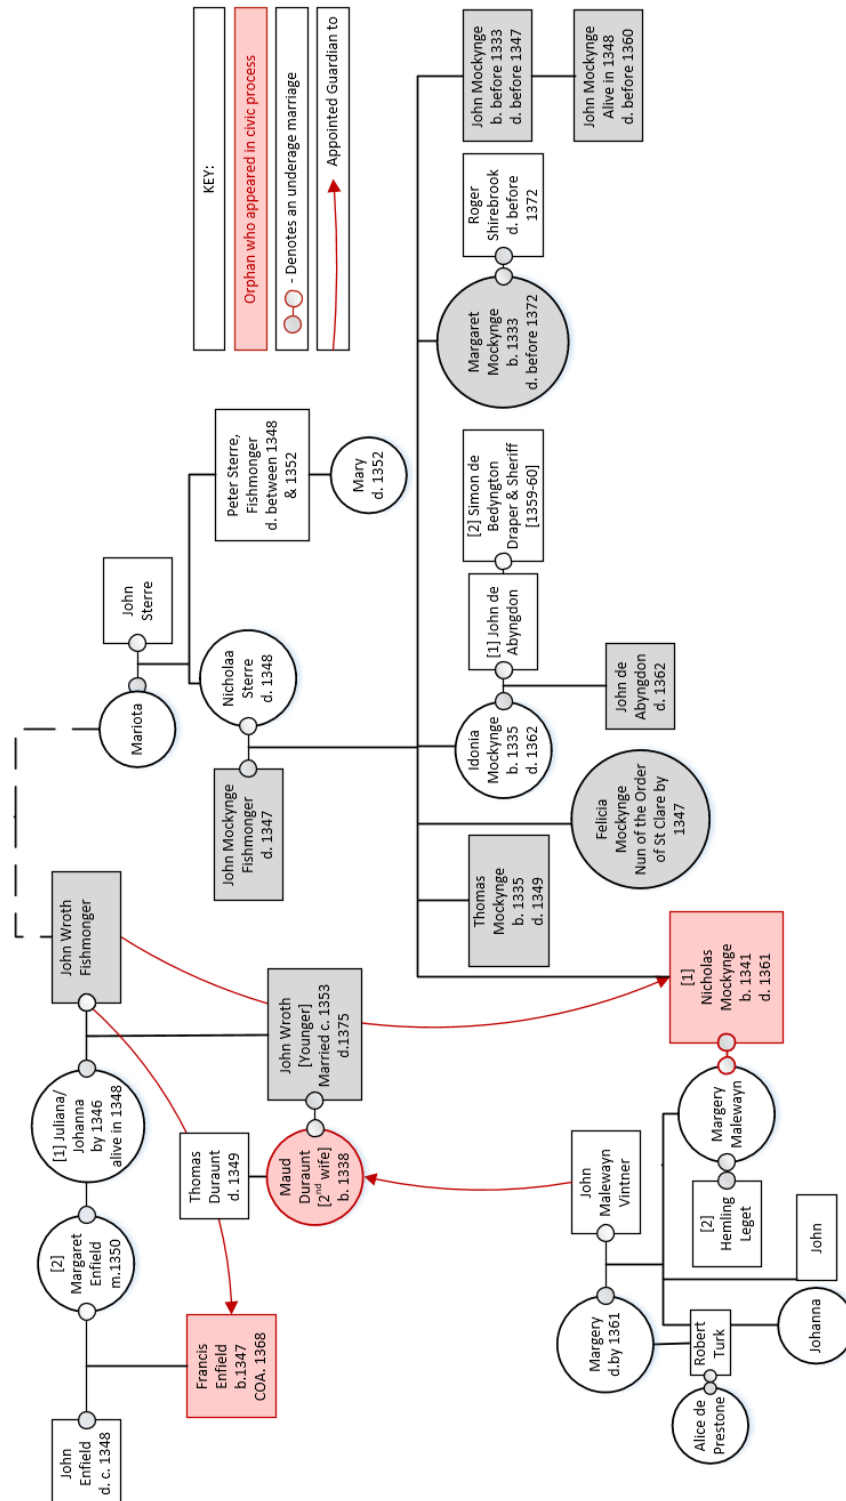 KEY:
Orphan who appeared in civic process
- Denotes an underage marriage
Appointed Guardian to
John
Enfield
d. c. 1348
[2]
Margaret
Enfield
m.1350
[1] Juliana/
Johanna
by 1346
alive in 1348
John Wroth
Fishmonger
Mariota
John
Sterre
Francis
Enfield
b.1347
COA. 1368
Thomas
Duraunt
d. 1349
Maud
Duraunt
[2nd wife]
b. 1338
John Wroth
[Younger]
Married c. 1353
d.1375
John Mockynge
Fishmonger
d. 1347
Nicholaa
Sterre
d. 1348
Peter Sterre,
Fishmonger
d. between 1348
& 1352
Mary
d. 1352
Thomas
Mockynge
b. 1335
d. 1349
Idonia
Mockynge
b. 1335
d. 1362
[1] John de
Abyngdon
[2] Simon de
Bedyngton
Draper & Sheriff
[1359-60]
Margaret
Mockynge
b. 1333
d. before 1372
Roger
Shirebrook
d. before
1372
John Mockynge
b. before 1333
d. before 1347
John Mockynge
Alive in 1348
d. before 1360
Felicia
Mockynge
Nun of the Order
of St Clare by
1347
John de
Abyngdon
d. 1362
Margery
d.by 1361
John
Malewayn
Vintner
[1]
Nicholas
Mockynge
b. 1341
d. 1361
Alice de
Prestone
Robert
Turk
[2]
Hemling
Leget
Margery
Malewayn
Johanna
John